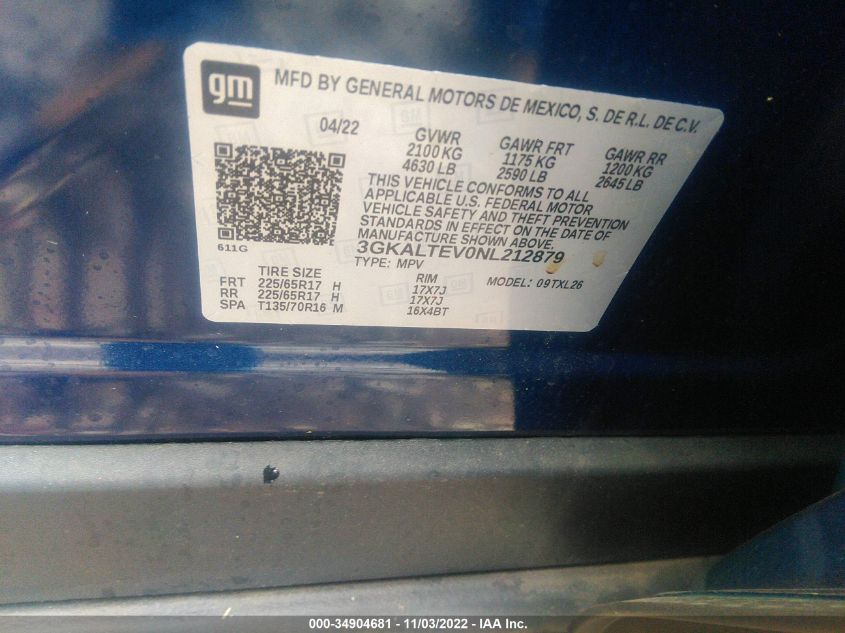 gm
MFD BY GENERAL MOTORS DE MEXICO, S. DE R.L. DE C.V.
04/22
GVWR GAWR FRT GAWR RR
2100 KG 1175 KG 1200 KG
4630 LB 2590 LB 2645 LB
THIS VEHICLE CONFORMS TO ALL
APPLICABLE U.S. FEDERAL MOTOR
VEHICLE SAFETY AND THEFT PREVENTION
STANDARDS IN EFFECT ON THE DATE OF
MANUFACTURE SHOWN ABOVE.
611G
3GKALTEV0NL212879
TYPE: MPV MODEL: 09TXL26
TIRE SIZE RIM
FRT 225/65R17 H 17X7J
RR 225/65R17 H 17X7J
SPA T135/70R16 M 16X4BT
000-34904681 - 11/03/2022 - IAA Inc.